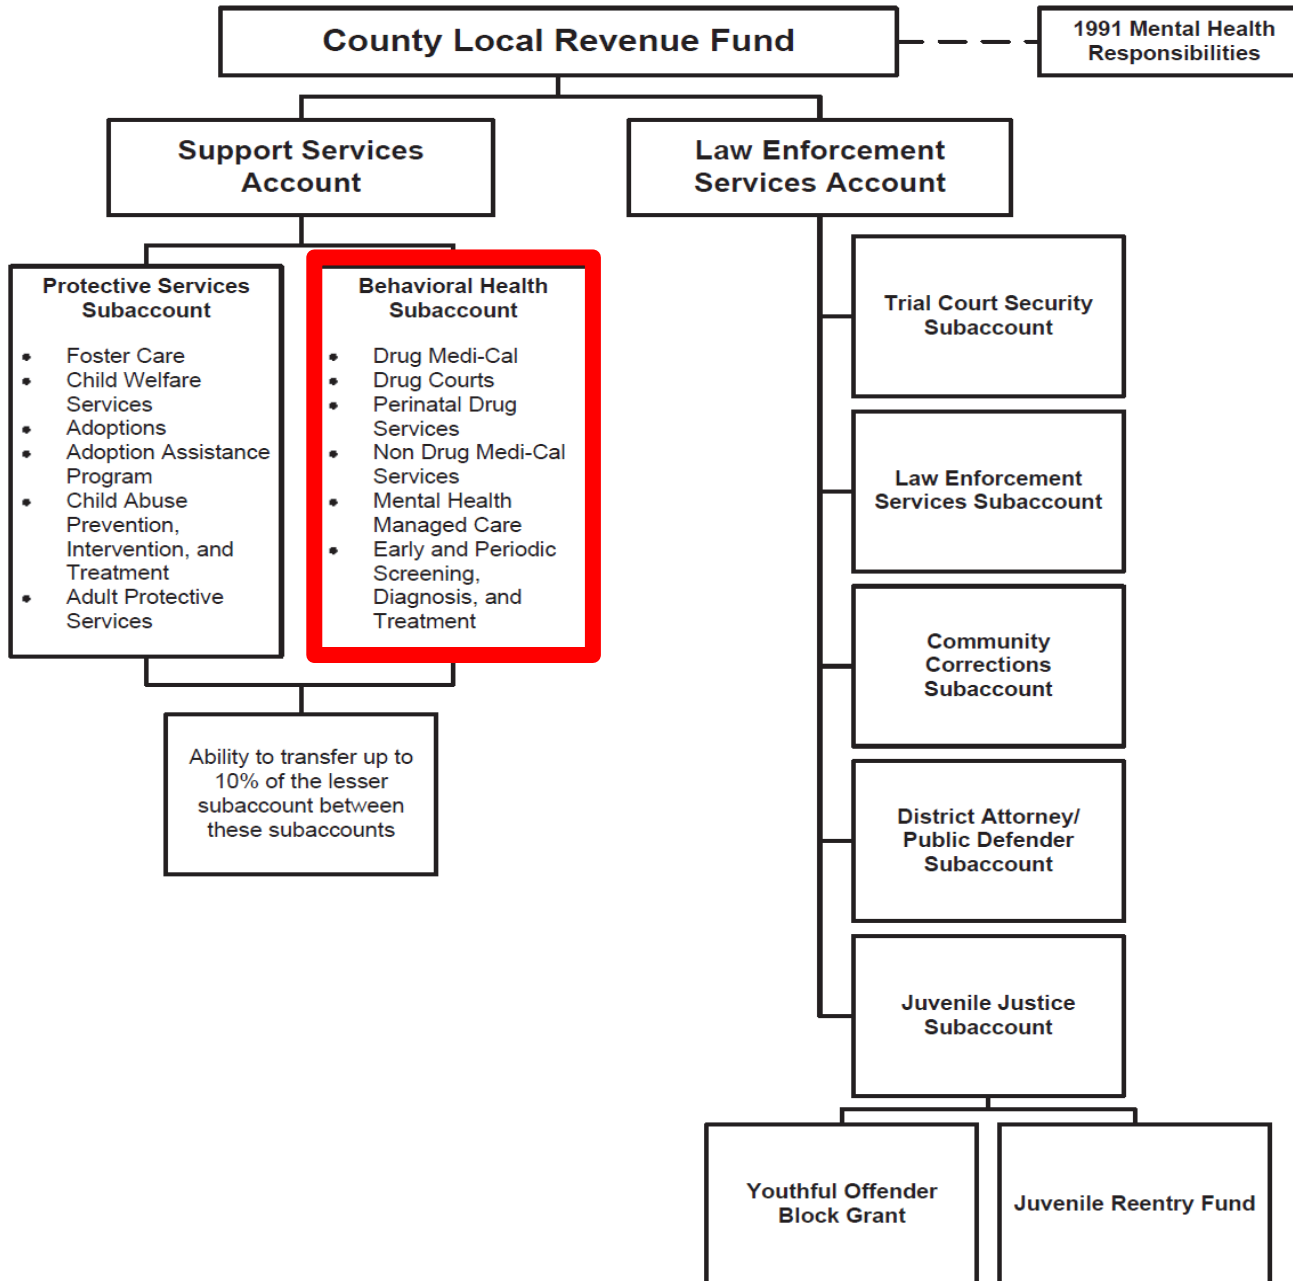 County Local Revenue Fund
1991 Mental Health
Responsibilities
Support Services
Account
Law Enforcement
Services Account
Protective Services
Subaccount
• Foster Care
• Child Welfare
Services
• Adoptions
• Adoption Assistance
Program
• Child Abuse
Prevention,
Intervention, and
Treatment
• Adult Protective
Services
Behavioral Health
Subaccount
• Drug Medi-Cal
• Drug Courts
• Perinatal Drug
Services
• Non Drug Medi-Cal
Services
• Mental Health
Managed Care
• Early and Periodic
Screening,
Diagnosis, and
Treatment
Ability to transfer up to
10% of the lesser
subaccount between
these subaccounts
Trial Court Security
Subaccount
Law Enforcement
Services Subaccount
Community
Corrections
Subaccount
District Attorney/
Public Defender
Subaccount
Juvenile Justice
Subaccount
Youthful Offender
Block Grant
Juvenile Reentry Fund